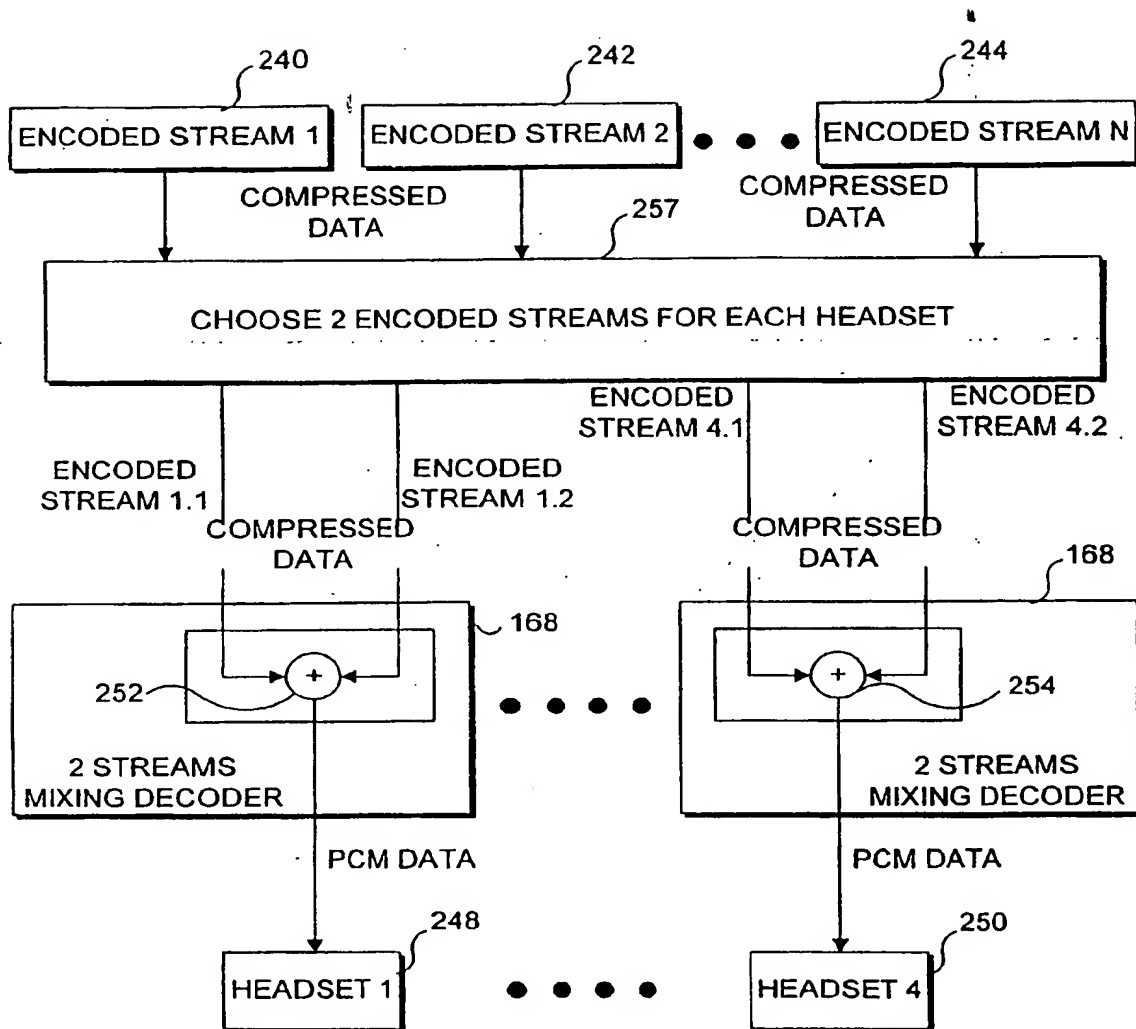 240
242
244
ENCODED STREAM 1
ENCODED STREAM 2
ENCODED STREAM N
COMPRESSED
DATA
COMPRESSED
DATA
257
CHOOSE 2 ENCODED STREAMS FOR EACH HEADSET
ENCODED
STREAM 1.1
ENCODED
STREAM 1.2
ENCODED
STREAM 4.1
ENCODED
STREAM 4.2
COMPRESSED
DATA
COMPRESSED
DATA
168
168
+
+
252
254
2 STREAMS
MIXING DECODER
2 STREAMS
MIXING DECODER
PCM DATA
PCM DATA
248
250
HEADSET 1
HEADSET 4